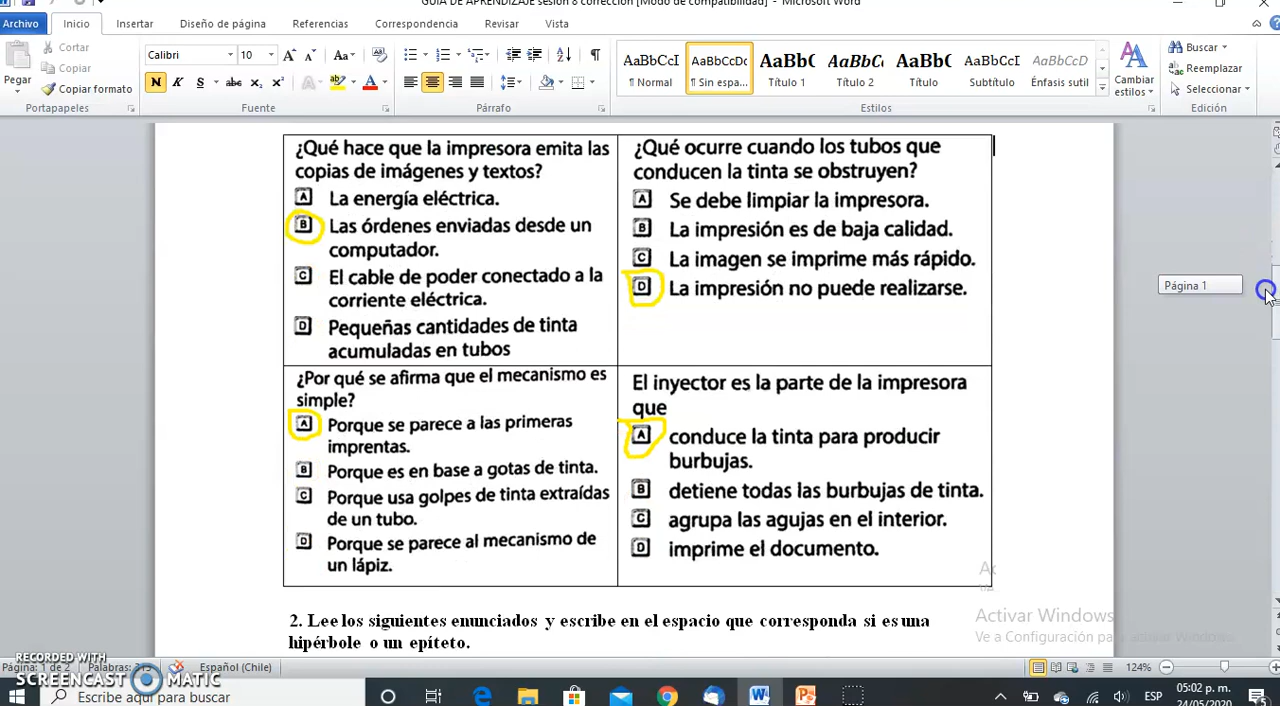 GUIA DE APRENDIZAJE sesión 8 corrección [Modo de compatibilidad] - Microsoft Word
Archivo Inicio Insertar Diseño de página Referencias Correspondencia Revisar Vista
Pegar
Cortar
Copiar
Copiar formato
Portapapeles
Calibri 10
N K S abc x₂ x²
Fuente
Párrafo
AaBbCcI AaBbCcDc AaBb( AaBbC( AaBb( AaBbCcI AaBbCcD
¶ Normal ¶ Sin espa... Título 1 Título 2 Título Subtítulo Énfasis sutil
Cambiar estilos
Estilos
Buscar
Reemplazar
Seleccionar
Edición
¿Qué hace que la impresora emita las
copias de imágenes y textos?
A La energía eléctrica.
B Las órdenes enviadas desde un
computador.
C El cable de poder conectado a la
corriente eléctrica.
D Pequeñas cantidades de tinta
acumuladas en tubos
¿Qué ocurre cuando los tubos que
conducen la tinta se obstruyen?
A Se debe limpiar la impresora.
B La impresión es de baja calidad.
C La imagen se imprime más rápido.
D La impresión no puede realizarse.
¿Por qué se afirma que el mecanismo es
simple?
A Porque se parece a las primeras
imprentas.
B Porque es en base a gotas de tinta.
C Porque usa golpes de tinta extraídas
de un tubo.
D Porque se parece al mecanismo de
un lápiz.
El inyector es la parte de la impresora
que
A conduce la tinta para producir
burbujas.
B detiene todas las burbujas de tinta.
C agrupa las agujas en el interior.
D imprime el documento.
Página 1
2. Lee los siguientes enunciados y escribe en el espacio que corresponda si es una
hipérbole o un epíteto.
Activar Windows
Ve a Configuración para activar Windows.
Página: 1 de 2 Palabras: 315 Español (Chile) 124%
RECORDED WITH
SCREENCAST MATIC
Escribe aquí para buscar
ESP
05:02 p. m.
24/05/2020